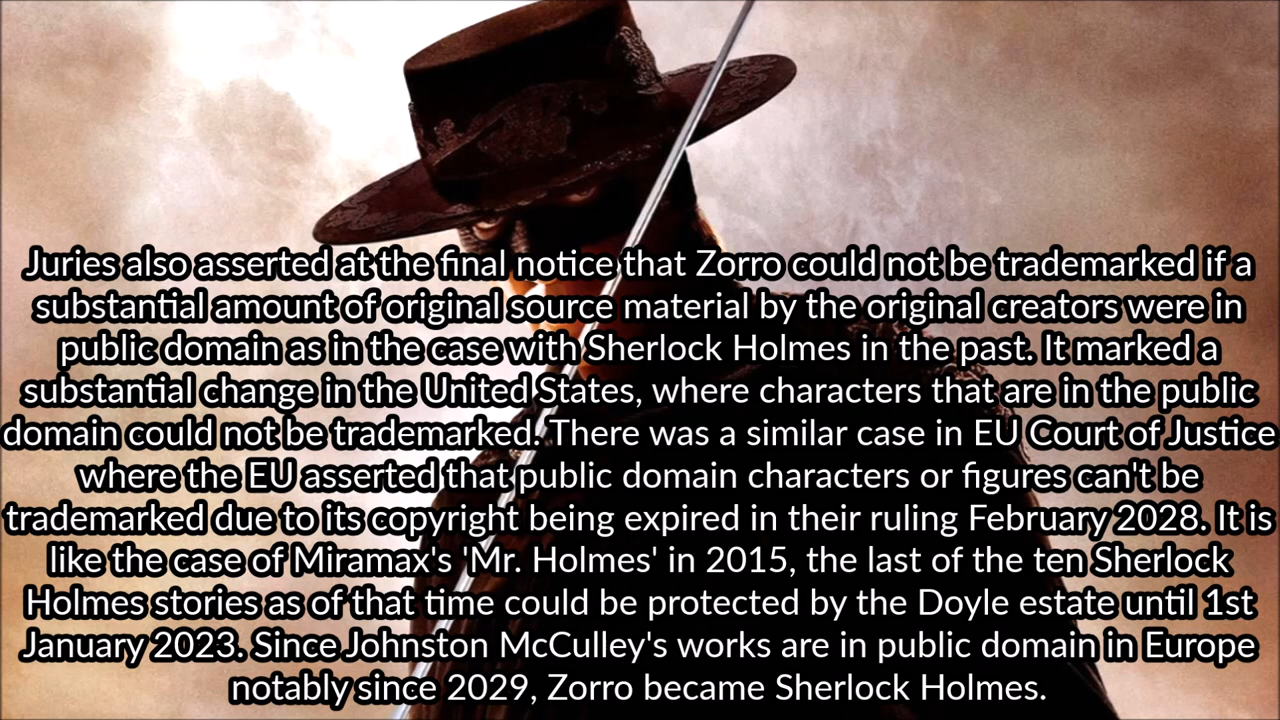 Juries also asserted at the final notice that Zorro could not be trademarked if a
substantial amount of original source material by the original creators were in
public domain as in the case with Sherlock Holmes in the past. It marked a
substantial change in the United States, where characters that are in the public
domain could not be trademarked. There was a similar case in EU Court of Justice
where the EU asserted that public domain characters or figures can't be
trademarked due to its copyright being expired in their ruling February 2028. It is
like the case of Miramax's 'Mr. Holmes' in 2015, the last of the ten Sherlock
Holmes stories as of that time could be protected by the Doyle estate until 1st
January 2023. Since Johnston McCulley's works are in public domain in Europe
notably since 2029, Zorro became Sherlock Holmes.